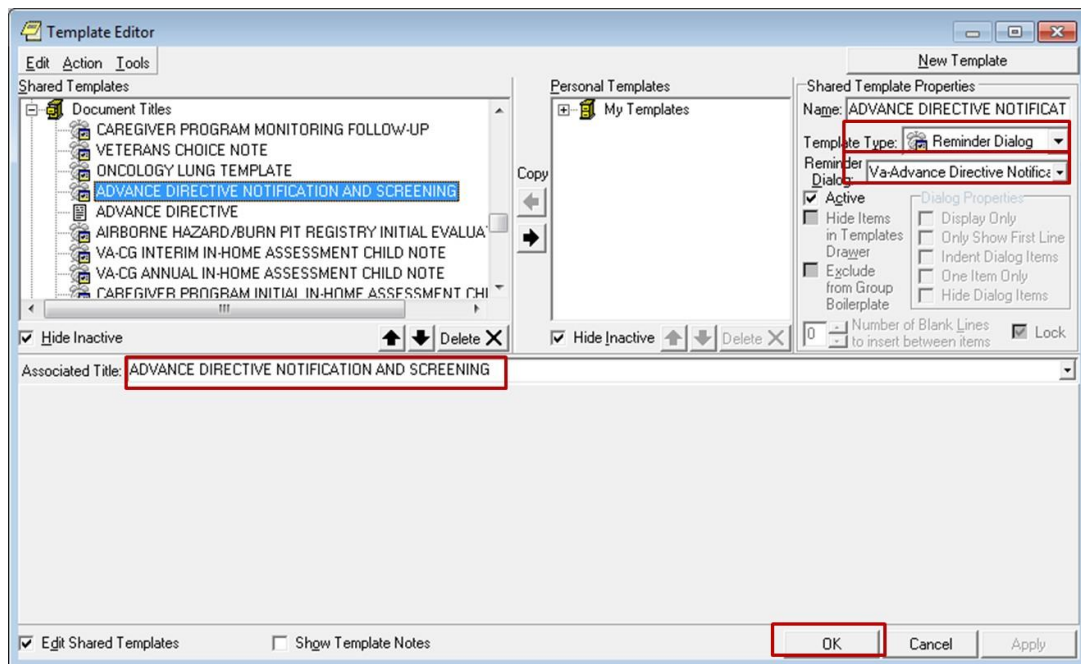 Template Editor
Edit Action Tools
New Template
Shared Templates
Document Titles
CAREGIVER PROGRAM MONITORING FOLLOW-UP
VETERANS CHOICE NOTE
ONCOLOGY LUNG TEMPLATE
ADVANCE DIRECTIVE NOTIFICATION AND SCREENING
ADVANCE DIRECTIVE
AIRBORNE HAZARD/BURN PIT REGISTRY INITIAL EVALUA
VA-CG INTERIM IN-HOME ASSESSMENT CHILD NOTE
VA-CG ANNUAL IN-HOME ASSESSMENT CHILD NOTE
CAREGIVER PROGRAM INITIAL IN-HOME ASSESSMENT CHI
Hide Inactive
Delete
Copy
Personal Templates
My Templates
Hide Inactive
Delete
Shared Template Properties
Name: ADVANCE DIRECTIVE NOTIFICAT
Template Type: Reminder Dialog
Reminder
Dialog: Va-Advance Directive Notifica
Active
Hide Items
in Templates
Drawer
Exclude
from Group
Boilerplate
Dialog Properties
Display Only
Only Show First Line
Indent Dialog Items
One Item Only
Hide Dialog Items
0 Number of Blank Lines
to insert between items
Lock
Associated Title: ADVANCE DIRECTIVE NOTIFICATION AND SCREENING
Edit Shared Templates
Show Template Notes
OK
Cancel
Apply